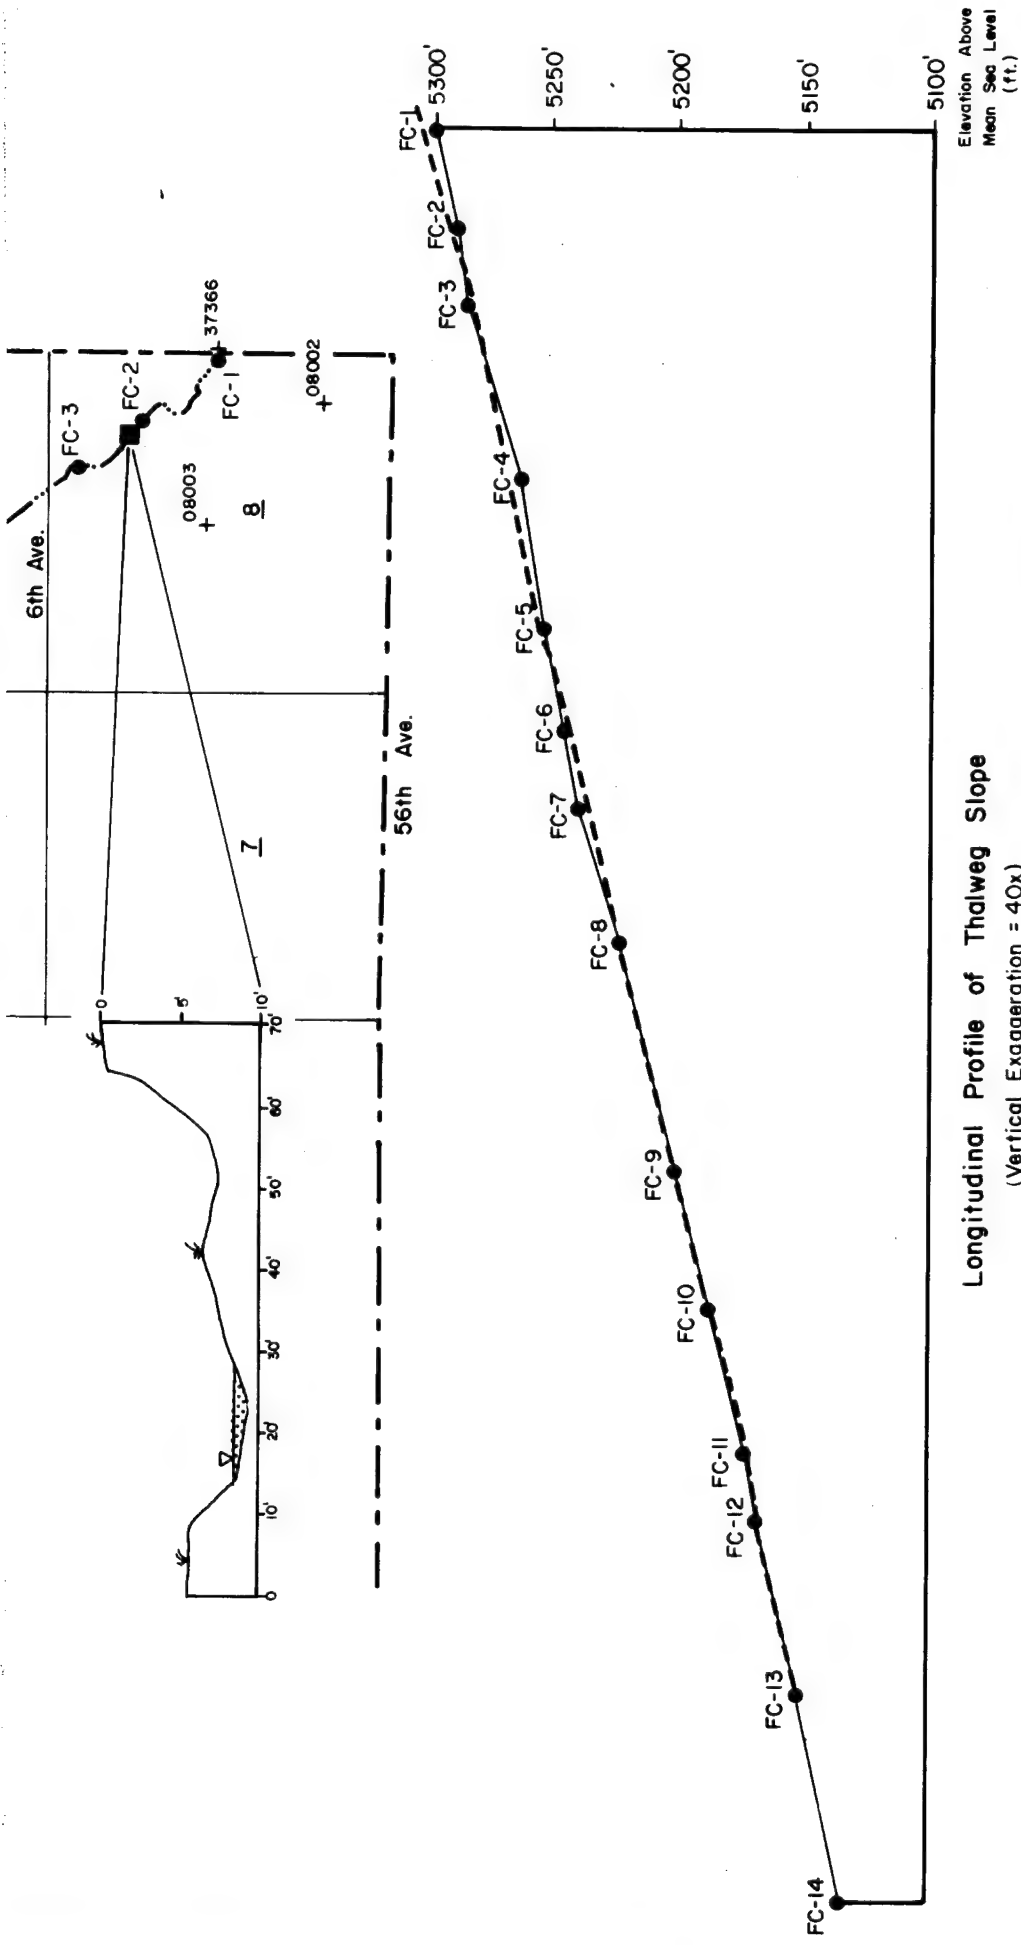 6th Ave.
FC-3
FC-2
FC-1
37366
08003
08002
8
7
56th Ave.
0
5'
10'
0
10'
20'
30'
40'
50'
60'
70'
FC-14
FC-13
FC-12
FC-11
FC-10
FC-9
FC-8
FC-7
FC-6
FC-5
FC-4
FC-3
FC-2
FC-1
5300'
5250'
5200'
5150'
5100'
Elevation Above
Mean Sea Level
(ft.)
Longitudinal Profile of Thalweg Slope
(Vertical Exaggeration = 40x)